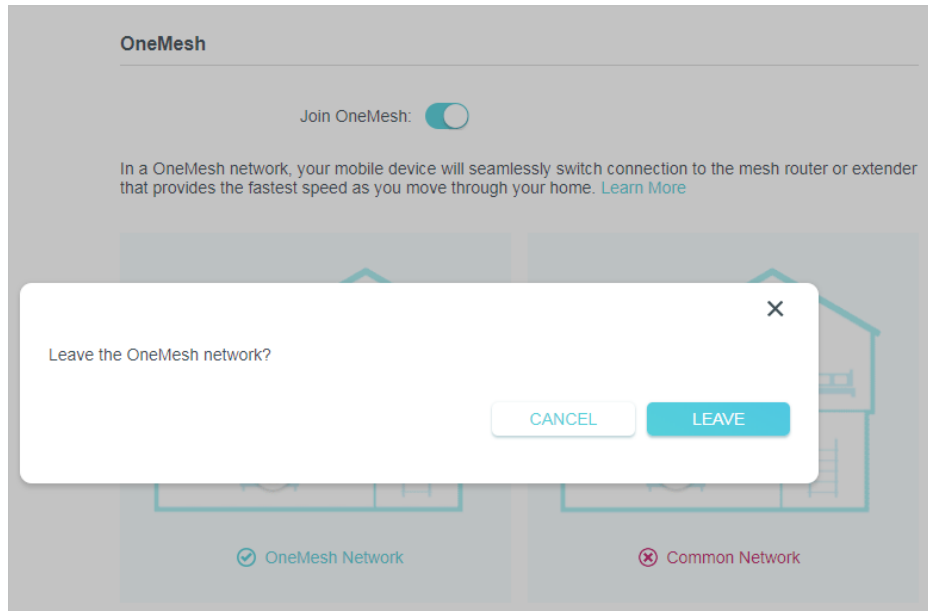 OneMesh
Join OneMesh:
In a OneMesh network, your mobile device will seamlessly switch connection to the mesh router or extender
that provides the fastest speed as you move through your home. Learn More
Leave the OneMesh network?
CANCEL
LEAVE
OneMesh Network
Common Network